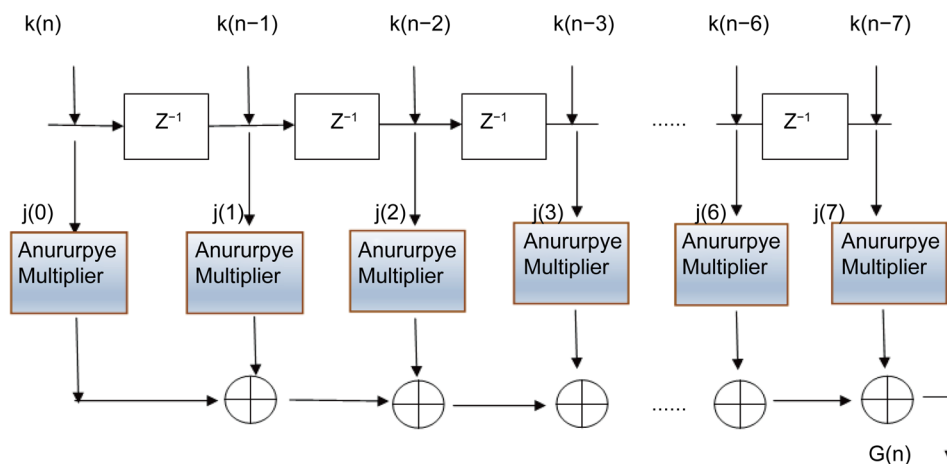 k(n) k(n−1) k(n−2) k(n−3) k(n−6) k(n−7)
Z⁻¹ Z⁻¹ Z⁻¹ ...... Z⁻¹
j(0) j(1) j(2) j(3) j(6) j(7)
Anururpye Anururpye Anururpye Anururpye Anururpye Anururpye
Multiplier Multiplier Multiplier Multiplier Multiplier Multiplier
......
G(n)